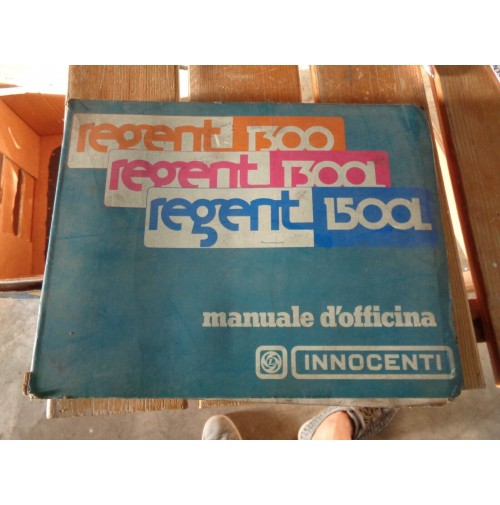 regent 1300
regent 1300L
regent 1500L
manuale d'officina
INNOCENTI